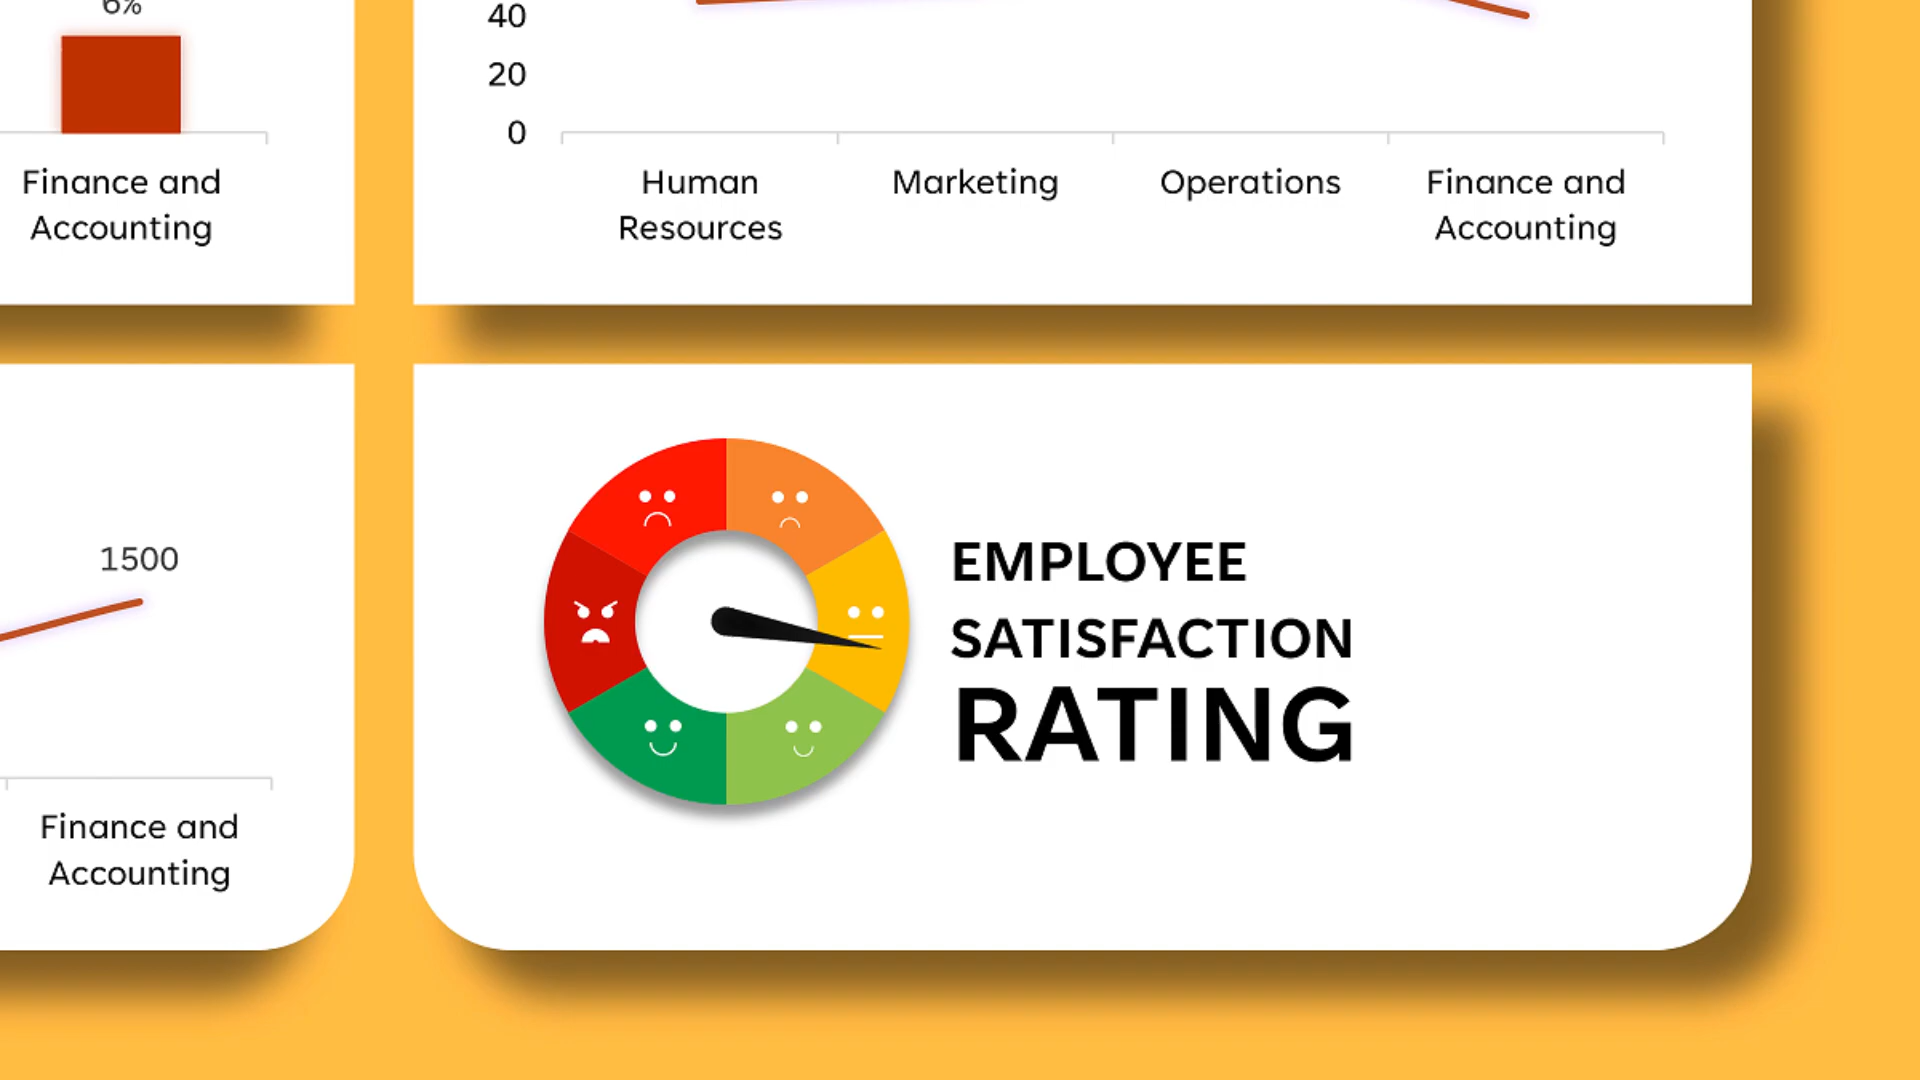 6%
Finance and
Accounting
40
20
0
Human
Resources
Marketing
Operations
Finance and
Accounting
1500
Finance and
Accounting
EMPLOYEE
SATISFACTION
RATING